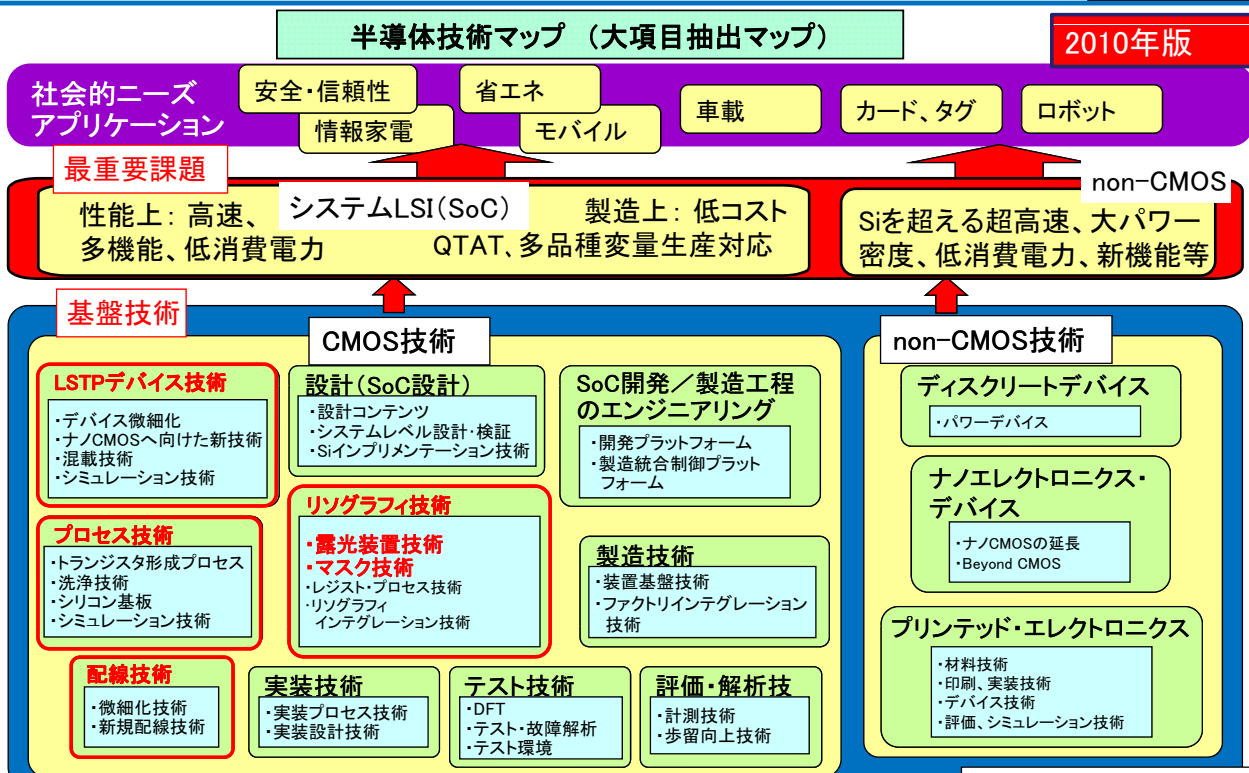 半導体技術マップ （大項目抽出マップ）
2010年版
社会的ニーズ
アプリケーション
安全・信頼性
情報家電
省エネ
モバイル
車載
カード、タグ
ロボット
最重要課題
システムLSI（SoC）
性能上： 高速、
多機能、低消費電力
製造上： 低コスト
QTAT、多品種変量生産対応
non-CMOS
Siを超える超高速、大パワー
密度、低消費電力、新機能等
基盤技術
CMOS技術
LSTPデバイス技術
・デバイス微細化
・ナノCMOSへ向けた新技術
・混載技術
・シミュレーション技術
設計（SoC設計）
・設計コンテンツ
・システムレベル設計・検証
・Siインプリメンテーション技術
SoC開発／製造工程
のエンジニアリング
・開発プラットフォーム
・製造統合制御プラット
フォーム
プロセス技術
・トランジスタ形成プロセス
・洗浄技術
・シリコン基板
・シミュレーション技術
リソグラフィ技術
・露光装置技術
・マスク技術
・レジスト・プロセス技術
・リソグラフィ
インテグレーション技術
製造技術
・装置基盤技術
・ファクトリインテグレーション
技術
配線技術
・微細化技術
・新規配線技術
実装技術
・実装プロセス技術
・実装設計技術
テスト技術
・DFT
・テスト・故障解析
・テスト環境
評価・解析技
・計測技術
・歩留向上技術
non-CMOS技術
ディスクリートデバイス
・パワーデバイス
ナノエレクトロニクス・
デバイス
・ナノCMOSの延長
・Beyond CMOS
プリンテッド・エレクトロニクス
・材料技術
・印刷、実装技術
・デバイス技術
・評価、シミュレーション技術